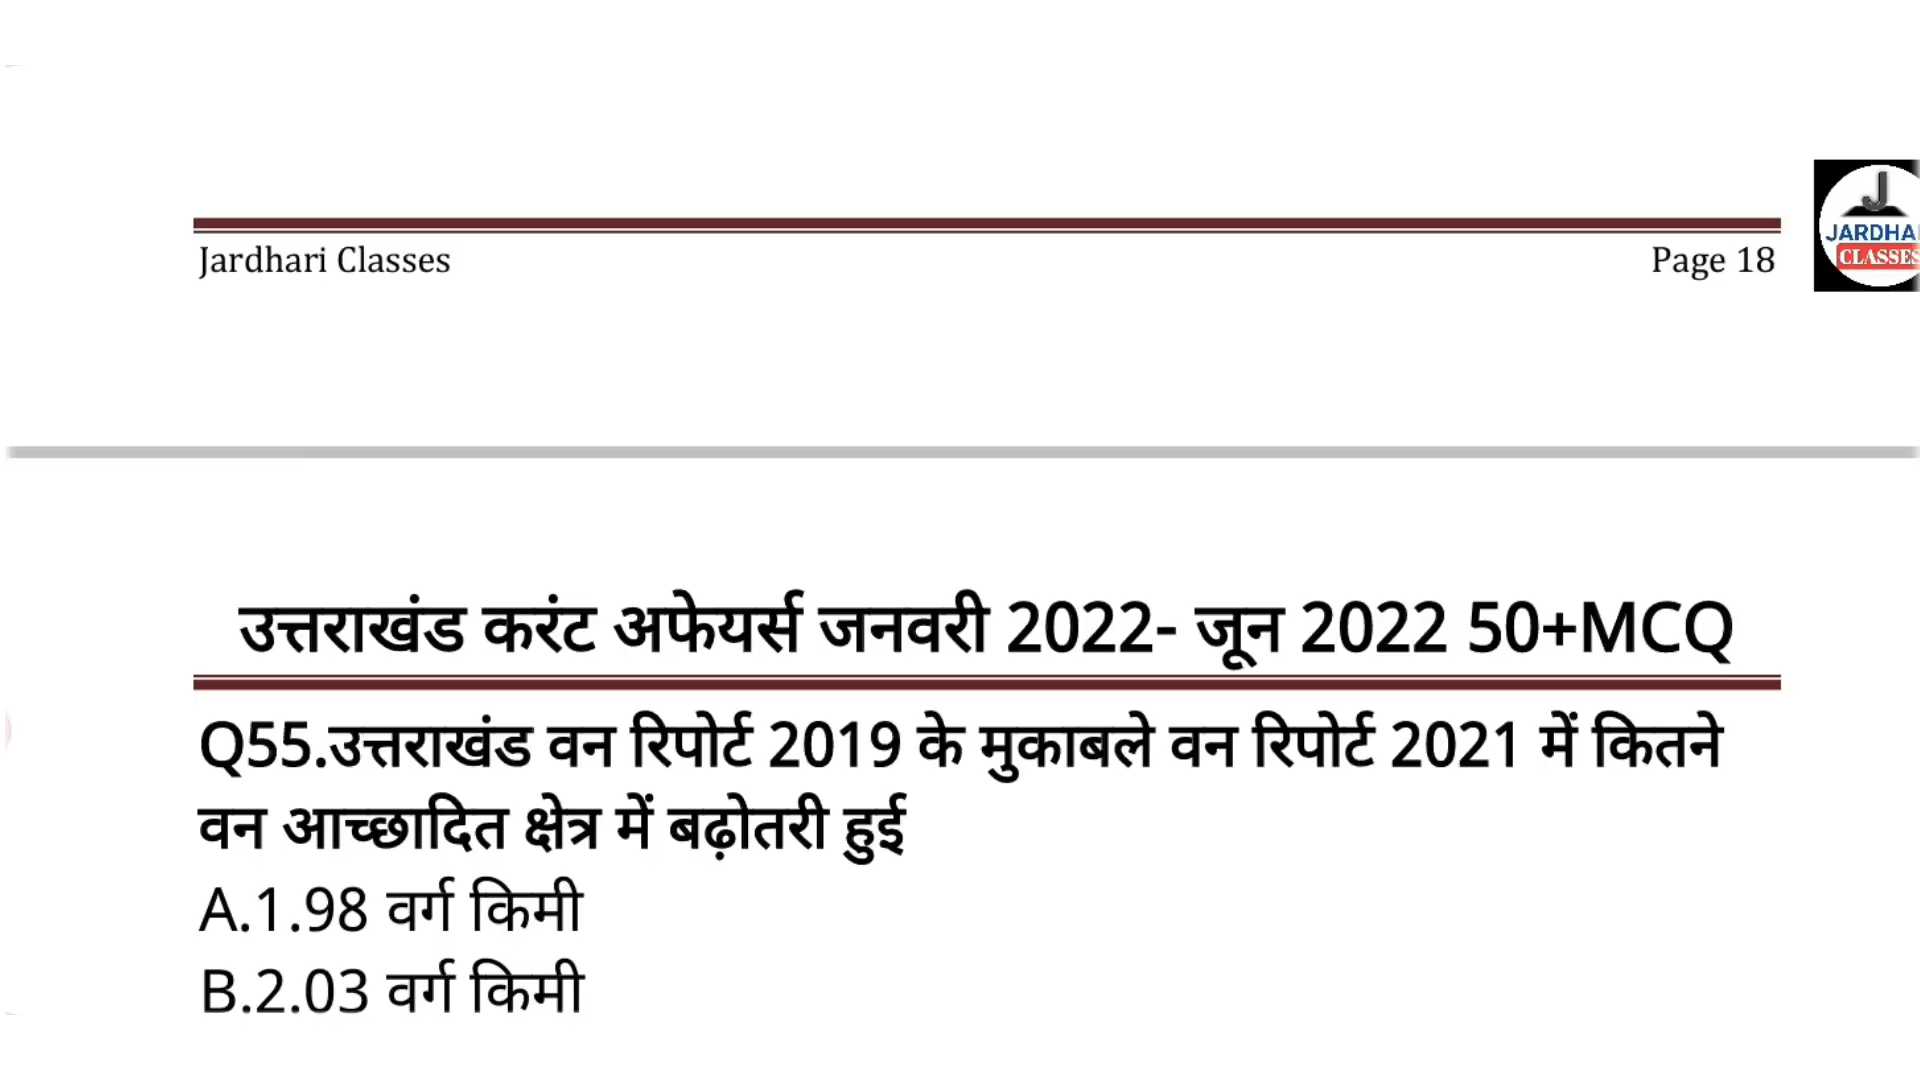 Jardhari Classes
Page 18
J
JARDHA
CLASSES
उत्तराखंड करंट अफेयर्स जनवरी 2022- जून 2022 50+MCQ
Q55.उत्तराखंड वन रिपोर्ट 2019 के मुकाबले वन रिपोर्ट 2021 में कितने
वन आच्छादित क्षेत्र में बढ़ोतरी हुई
A.1.98 वर्ग किमी
B.2.03 वर्ग किमी